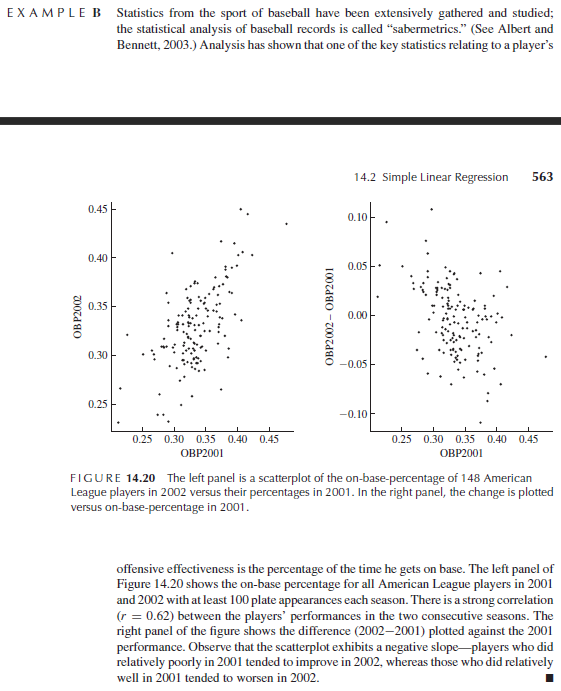 EXAMPLE B Statistics from the sport of baseball have been extensively gathered and studied;
the statistical analysis of baseball records is called “sabermetrics.” (See Albert and
Bennett, 2003.) Analysis has shown that one of the key statistics relating to a player’s
14.2 Simple Linear Regression 563
0.45
0.40
0.35
0.30
0.25
OBP2002
0.25 0.30 0.35 0.40 0.45
OBP2001
0.10
0.05
0.00
−0.05
−0.10
OBP2002 − OBP2001
0.25 0.30 0.35 0.40 0.45
OBP2001
FIGURE 14.20 The left panel is a scatterplot of the on-base-percentage of 148 American
League players in 2002 versus their percentages in 2001. In the right panel, the change is plotted
versus on-base-percentage in 2001.
offensive effectiveness is the percentage of the time he gets on base. The left panel of
Figure 14.20 shows the on-base percentage for all American League players in 2001
and 2002 with at least 100 plate appearances each season. There is a strong correlation
(r = 0.62) between the players’ performances in the two consecutive seasons. The
right panel of the figure shows the difference (2002–2001) plotted against the 2001
performance. Observe that the scatterplot exhibits a negative slope—players who did
relatively poorly in 2001 tended to improve in 2002, whereas those who did relatively
well in 2001 tended to worsen in 2002.